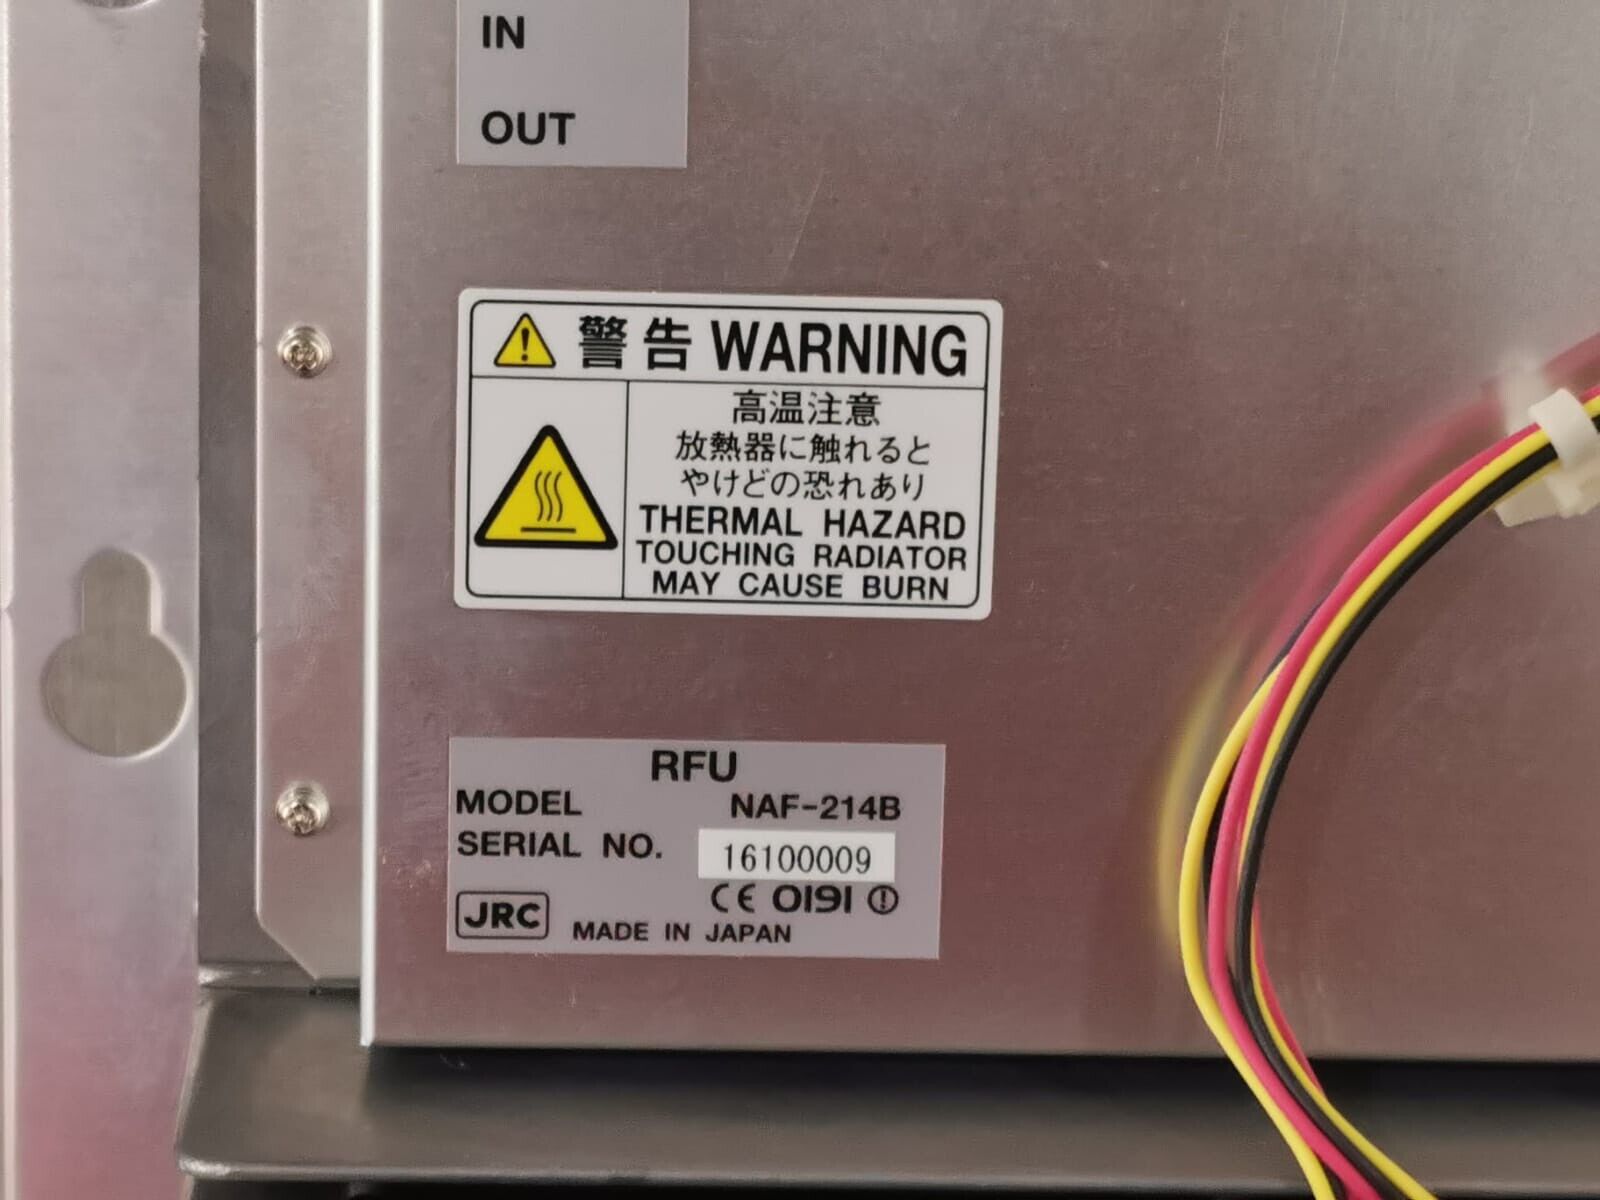 IN
OUT
警告 WARNING
高温注意
放熱器に触れると
やけどの恐れあり
THERMAL HAZARD
TOUCHING RADIATOR
MAY CAUSE BURN
RFU
MODEL NAF-214B
SERIAL NO. 16100009
CE 0191
JRC MADE IN JAPAN